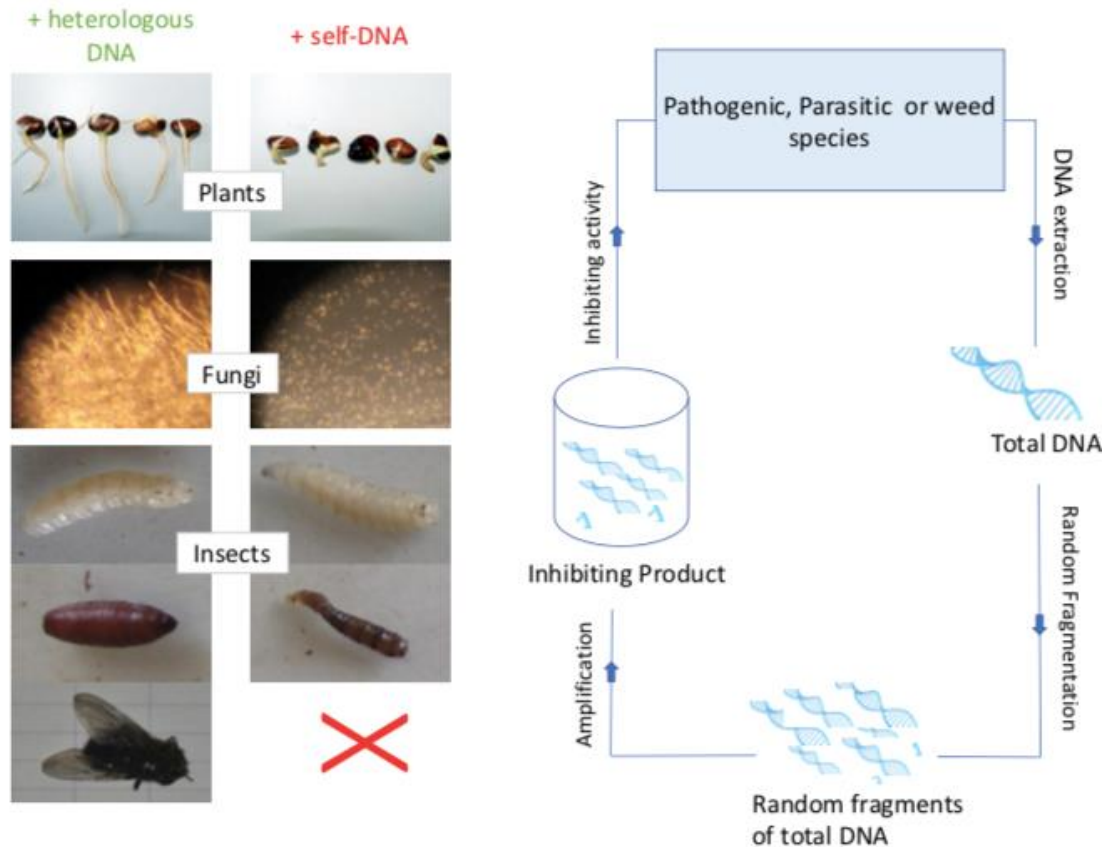 + heterologous
DNA
+ self-DNA
Plants
Fungi
Insects
Pathogenic, Parasitic or weed
species
DNA extraction
Total DNA
Random Fragmentation
Random fragments
of total DNA
Amplification
Inhibiting Product
Inhibiting activity